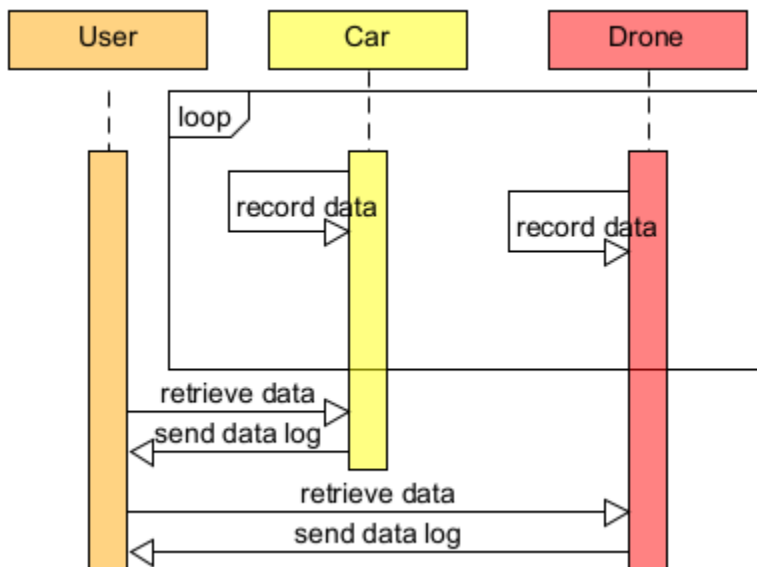 User
Car
Drone
loop
record data
record data
retrieve data
send data log
retrieve data
send data log